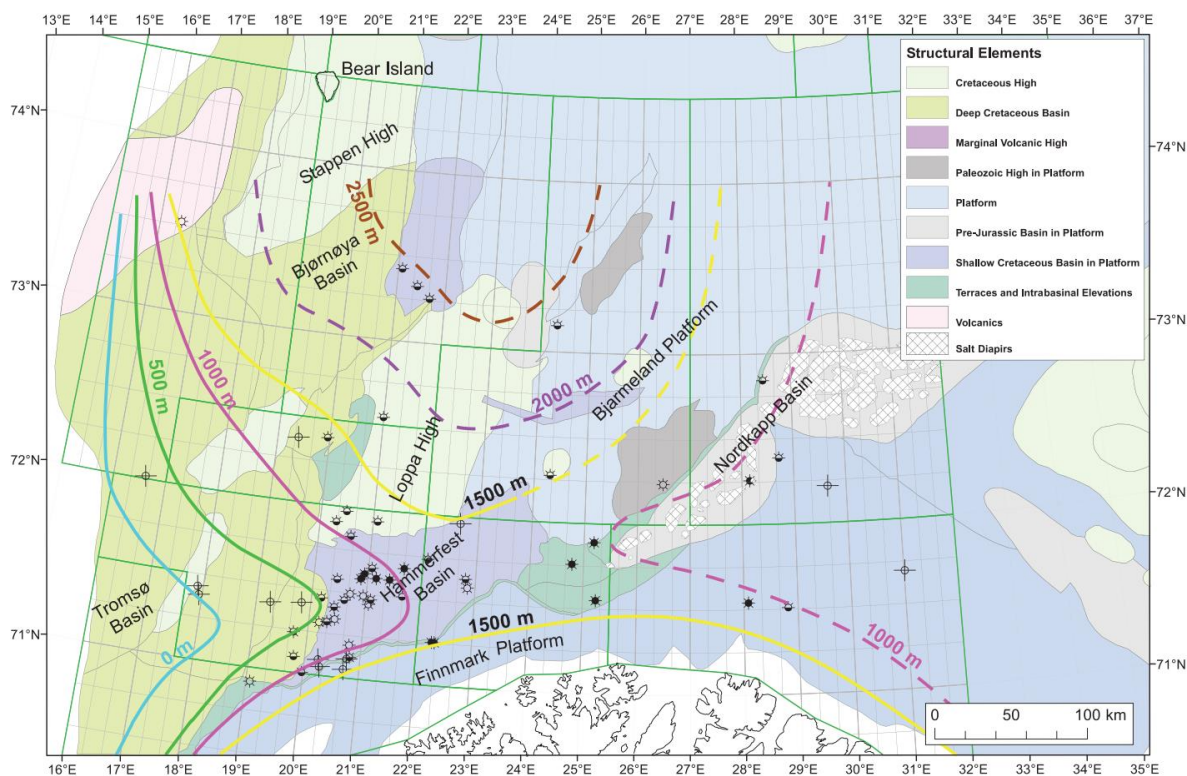 13°E 14°E 15°E 16°E 17°E 18°E 19°E 20°E 21°E 22°E 23°E 24°E 25°E 26°E 27°E 28°E 29°E 30°E 31°E 32°E 33°E 34°E 35°E 36°E 37°E
Structural Elements
Cretaceous High
Deep Cretaceous Basin
Marginal Volcanic High
Paleozoic High in Platform
Platform
Pre-Jurassic Basin in Platform
Shallow Cretaceous Basin in Platform
Terraces and Intrabasinal Elevations
Volcanics
Salt Diapirs
Bear Island
74°N
74°N
Stappen High
2500 m
Bjørnøya
Basin
73°N
73°N
Bjarmeland Platform
500 m
1000 m
2000 m
Nordkapp Basin
Loppa High
72°N
72°N
1500 m
Hammerfest
Basin
Tromsø
Basin
71°N
71°N
0 m
1500 m
Finnmark Platform
1000 m
0 50 100 km
16°E 17°E 18°E 19°E 20°E 21°E 22°E 23°E 24°E 25°E 26°E 27°E 28°E 29°E 30°E 31°E 32°E 33°E 34°E 35°E